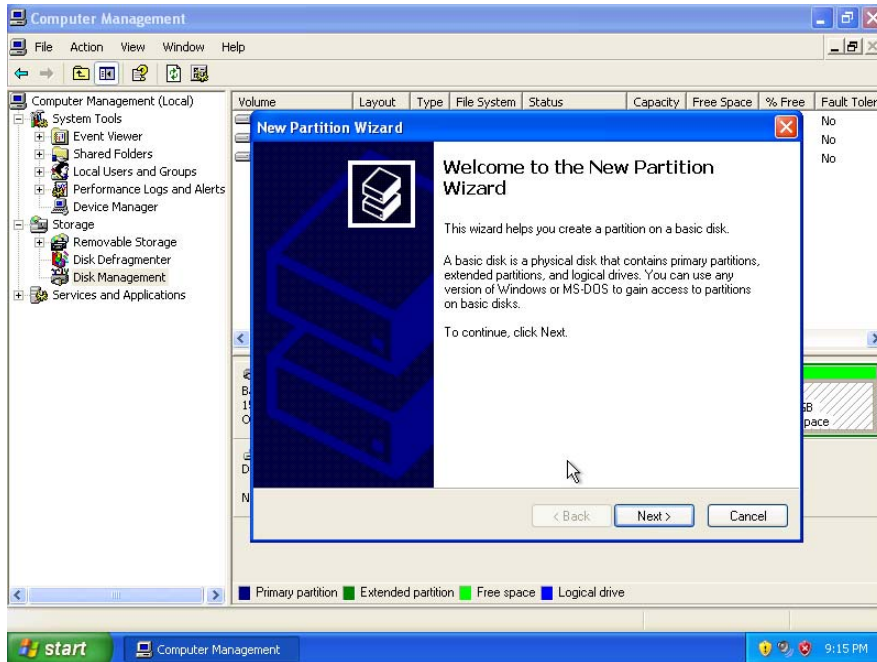 Computer Management
File Action View Window Help
Computer Management (Local)
System Tools
Event Viewer
Shared Folders
Local Users and Groups
Performance Logs and Alerts
Device Manager
Storage
Removable Storage
Disk Defragmenter
Disk Management
Services and Applications
Volume Layout Type File System Status Capacity Free Space % Free Fault Toler
No
No
No
New Partition Wizard
Welcome to the New Partition
Wizard
This wizard helps you create a partition on a basic disk.
A basic disk is a physical disk that contains primary partitions,
extended partitions, and logical drives. You can use any
version of Windows or MS-DOS to gain access to partitions
on basic disks.
To continue, click Next.
< Back Next > Cancel
Primary partition Extended partition Free space Logical drive
start Computer Management 9:15 PM